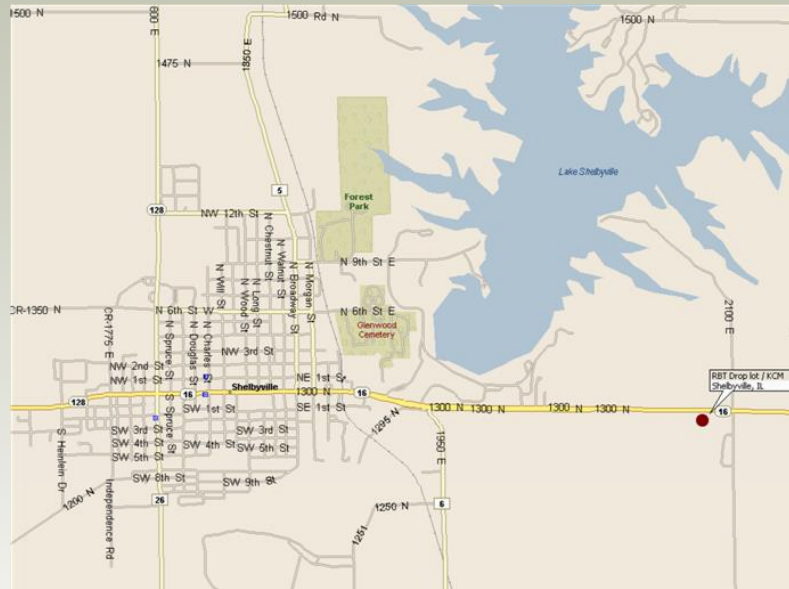 1500 N
800 E
1500 Rd N
1500 N
1475 N
1350 E
5
Lake Shelbyville
Forest
Park
128
NW 12th St
N Chestnut St
N Walnut St
N Broadway St
N Morgan St
N 9th St E
N Will St
N Wood St
N Long St
CR-1350 N
N 6th St W
N 6th St E
Glenwood
Cemetery
2100 E
CR-1775 E
N Spruce St
N Douglas St
N Charles St
NW 3rd St
NW 2nd St
NW 1st St
NE 1st St
RBT Drop lot / KCM
Shelbyville, IL
Shelbyville
16
1300 N
16
128
SW 1st St
SE 1st St
1295 N
1300 N
1300 N
1300 N
1300 N
16
S Spruce St
SW 3rd St
SW 3rd St
SW 4th St
SW 4th St
SW 5th St
SW 5th St
1950 E
S Heinlein Dr
Independence Rd
SW 8th St
SW 9th St
1200 N
26
6
1250 N
1251